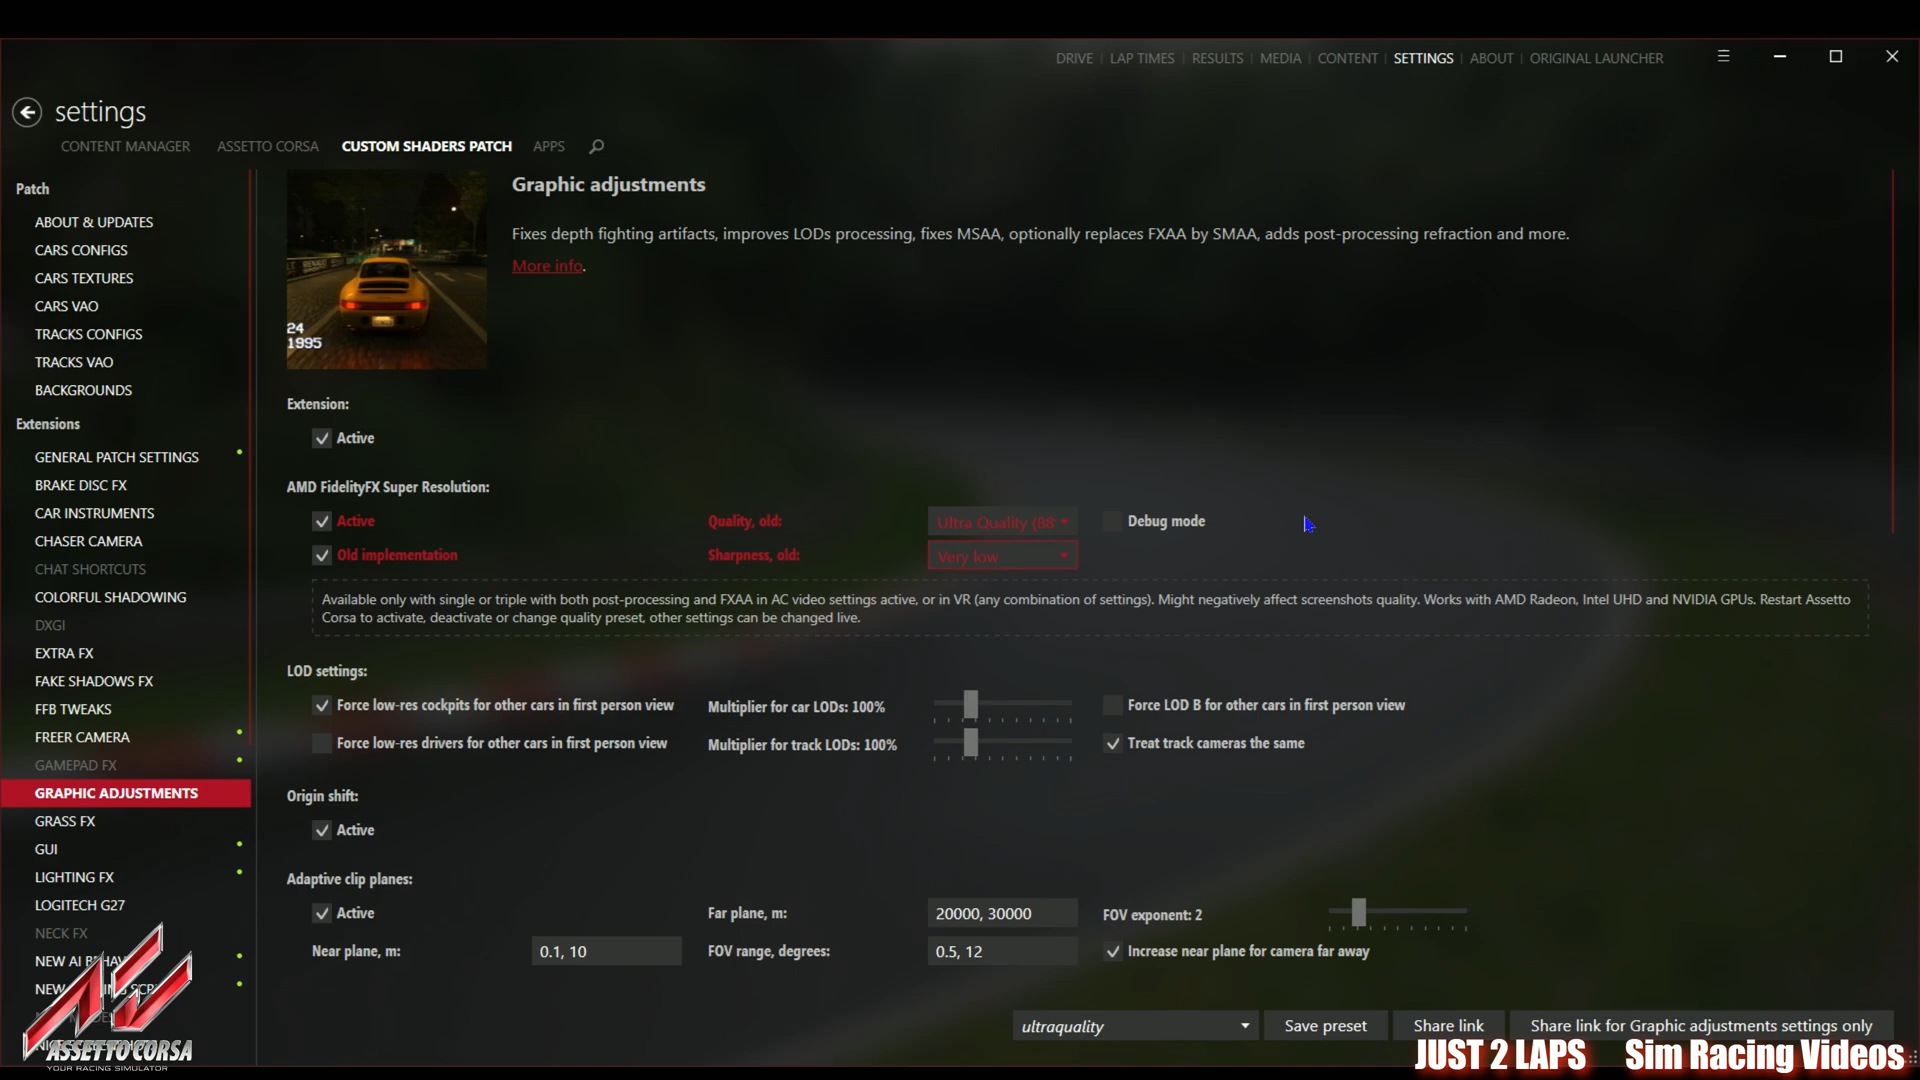 DRIVE | LAP TIMES | RESULTS | MEDIA | CONTENT | SETTINGS | ABOUT | ORIGINAL LAUNCHER
settings
CONTENT MANAGER ASSETTO CORSA CUSTOM SHADERS PATCH APPS
Patch
ABOUT & UPDATES
CARS CONFIGS
CARS TEXTURES
CARS VAO
TRACKS CONFIGS
TRACKS VAO
BACKGROUNDS
Extensions
GENERAL PATCH SETTINGS
BRAKE DISC FX
CAR INSTRUMENTS
CHASER CAMERA
CHAT SHORTCUTS
COLORFUL SHADOWING
DXGI
EXTRA FX
FAKE SHADOWS FX
FFB TWEAKS
FREER CAMERA
GAMEPAD FX
GRAPHIC ADJUSTMENTS
GRASS FX
GUI
LIGHTING FX
LOGITECH G27
NECK FX
NEW AI
NEW
ASSETTO CORSA
YOUR RACING SIMULATOR
24
1995
Graphic adjustments
Fixes depth fighting artifacts, improves LODs processing, fixes MSAA, optionally replaces FXAA by SMAA, adds post-processing refraction and more.
More info.
Extension:
Active
AMD FidelityFX Super Resolution:
Active Quality, old: Ultra Quality (88 Debug mode
Old implementation Sharpness, old: Very low
Available only with single or triple with both post-processing and FXAA in AC video settings active, or in VR (any combination of settings). Might negatively affect screenshots quality. Works with AMD Radeon, Intel UHD and NVIDIA GPUs. Restart Assetto
Corsa to activate, deactivate or change quality preset, other settings can be changed live.
LOD settings:
Force low-res cockpits for other cars in first person view Multiplier for car LODs: 100% Force LOD B for other cars in first person view
Force low-res drivers for other cars in first person view Multiplier for track LODs: 100% Treat track cameras the same
Origin shift:
Active
Adaptive clip planes:
Active Far plane, m: 20000, 30000 FOV exponent: 2
Near plane, m: 0.1, 10 FOV range, degrees: 0.5, 12 Increase near plane for camera far away
ultraquality Save preset Share link Share link for Graphic adjustments settings only
JUST 2 LAPS Sim Racing Videos